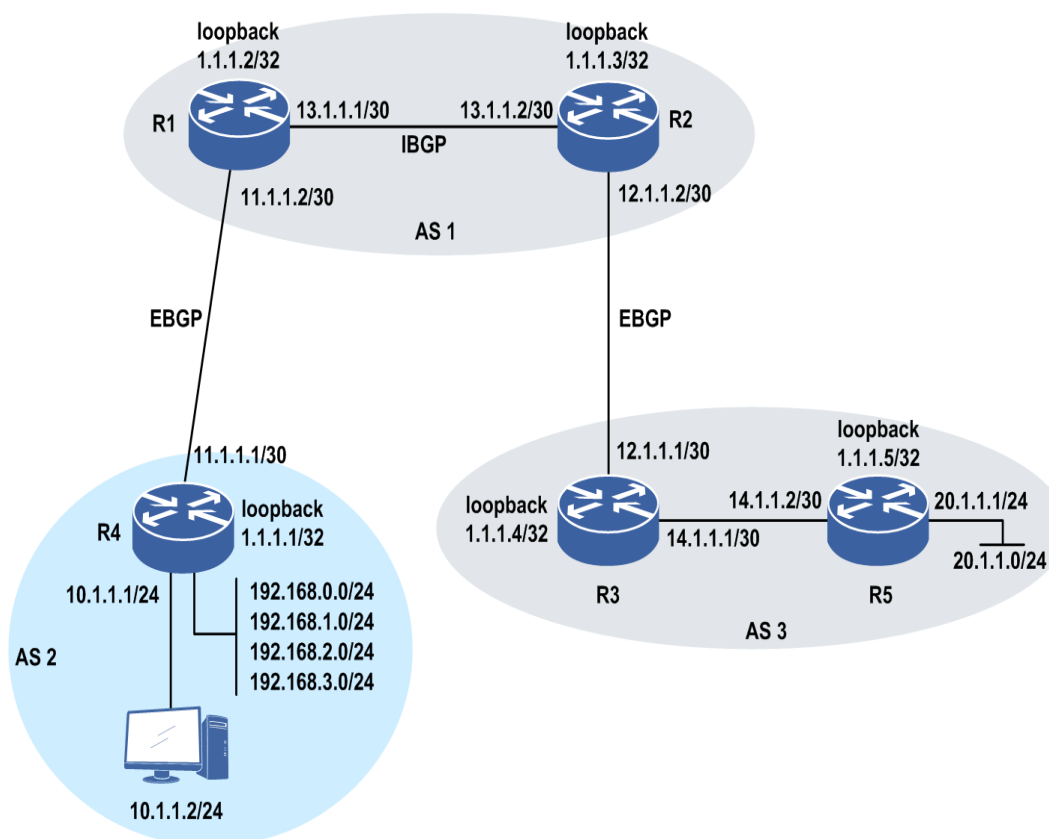 loopback
1.1.1.2/32
loopback
1.1.1.3/32
R1
13.1.1.1/30
13.1.1.2/30
R2
IBGP
11.1.1.2/30
12.1.1.2/30
AS 1
EBGP
EBGP
11.1.1.1/30
R4
loopback
1.1.1.1/32
10.1.1.1/24
192.168.0.0/24
192.168.1.0/24
192.168.2.0/24
192.168.3.0/24
AS 2
10.1.1.2/24
12.1.1.1/30
loopback
1.1.1.5/32
loopback
1.1.1.4/32
14.1.1.2/30
14.1.1.1/30
20.1.1.1/24
20.1.1.0/24
R3
R5
AS 3